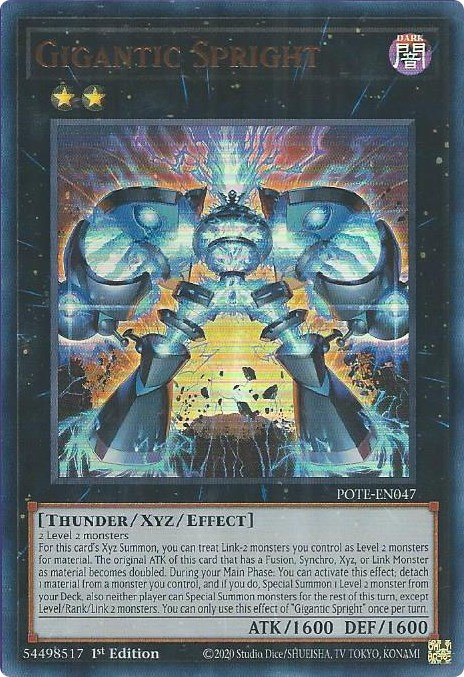 Gigantic Spright
DARK
闇
POTE-EN047
[Thunder/Xyz/Effect]
2 Level 2 monsters
For this card's Xyz Summon, you can treat Link-2 monsters you control as Level 2 monsters
for material. The original ATK of this card that has a Fusion, Synchro, Xyz, or Link Monster
as material becomes doubled. During your Main Phase: You can activate this effect; detach
1 material from a monster you control, and if you do, Special Summon 1 Level 2 monster from
your Deck, also neither player can Special Summon monsters for the rest of this turn, except
Level/Rank/Link 2 monsters. You can only use this effect of "Gigantic Spright" once per turn.
ATK/1600 DEF/1600
54498517 1st Edition ©2020 Studio Dice/SHUEISHA, TV TOKYO, KONAMI